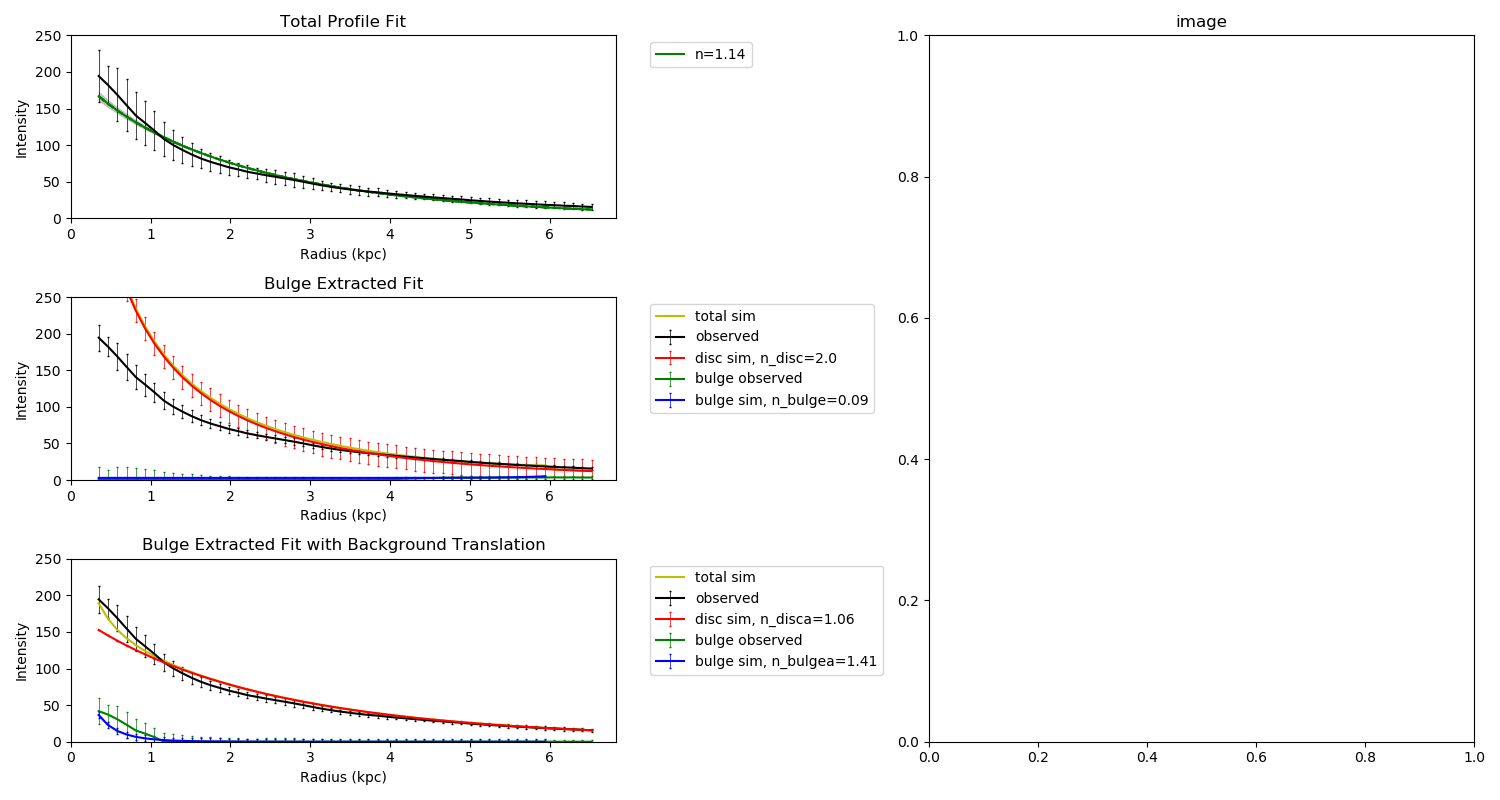 Total Profile Fit
250
200
150
100
50
0
Intensity
0 1 2 3 4 5 6
Radius (kpc)
n=1.14
Bulge Extracted Fit
250
200
150
100
50
0
Intensity
0 1 2 3 4 5 6
Radius (kpc)
total sim
observed
disc sim, n_disc=2.0
bulge observed
bulge sim, n_bulge=0.09
Bulge Extracted Fit with Background Translation
250
200
150
100
50
0
Intensity
0 1 2 3 4 5 6
Radius (kpc)
total sim
observed
disc sim, n_disca=1.06
bulge observed
bulge sim, n_bulgea=1.41
image
1.0
0.8
0.6
0.4
0.2
0.0
0.0 0.2 0.4 0.6 0.8 1.0